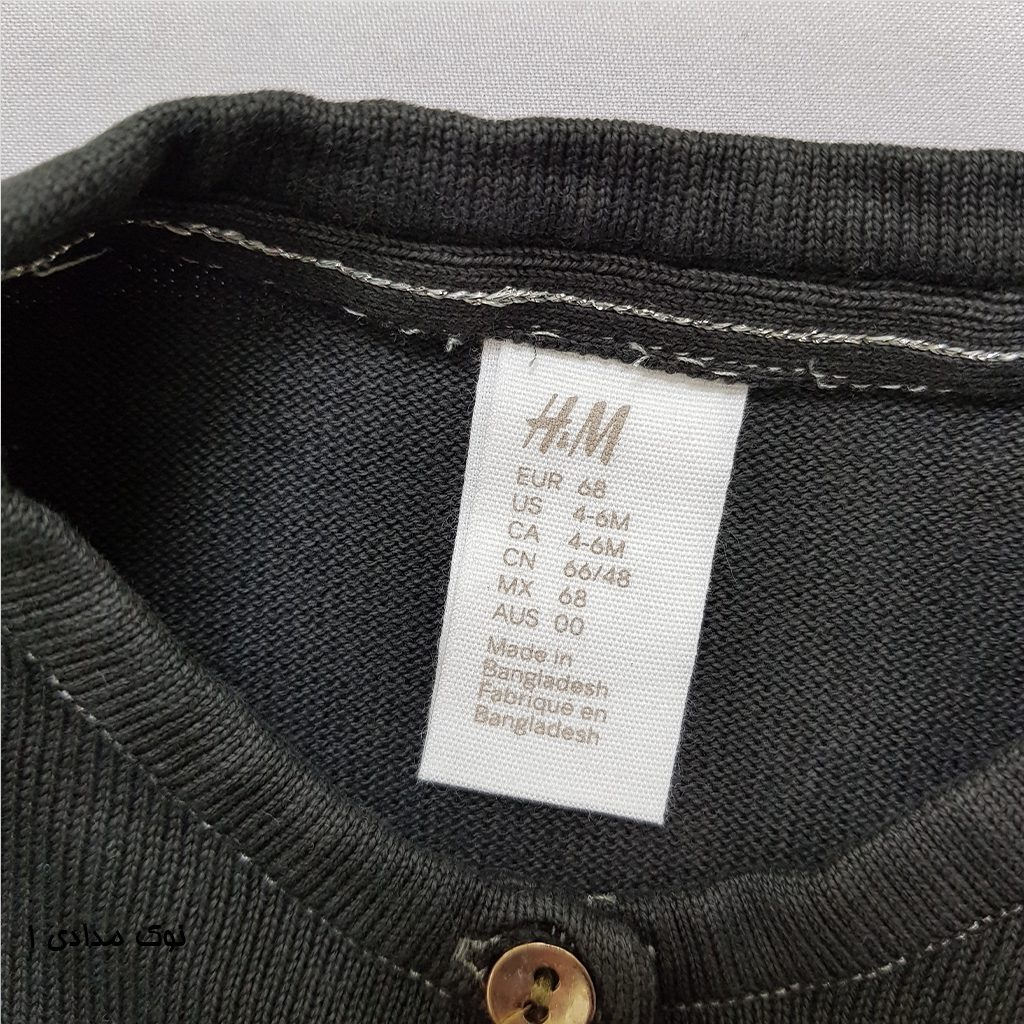 H&M
EUR 68
US 4-6M
CA 4-6M
CN 66/48
MX 68
AUS 00
Made in
Bangladesh
Fabriqué en
Bangladesh
نوک مدادی ا